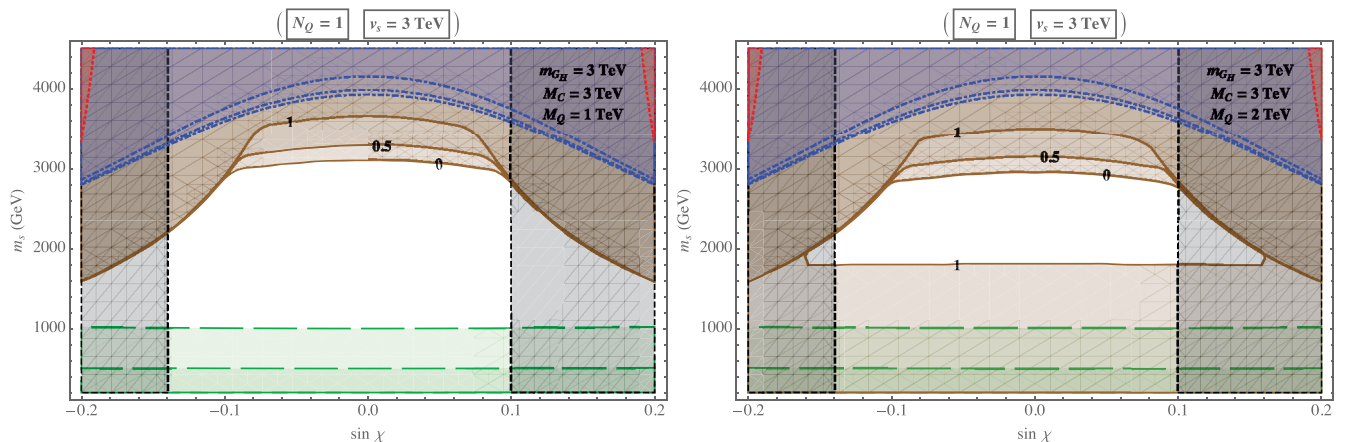 ( N_Q = 1 v_s = 3 TeV )
m_{G_H} = 3 TeV
M_C = 3 TeV
M_Q = 1 TeV
1
0.5
0
4000
3000
2000
1000
m_s (GeV)
−0.2 −0.1 0.0 0.1 0.2
sin χ
( N_Q = 1 v_s = 3 TeV )
m_{G_H} = 3 TeV
M_C = 3 TeV
M_Q = 2 TeV
1
0.5
0
1
4000
3000
2000
1000
m_s (GeV)
−0.2 −0.1 0.0 0.1 0.2
sin χ